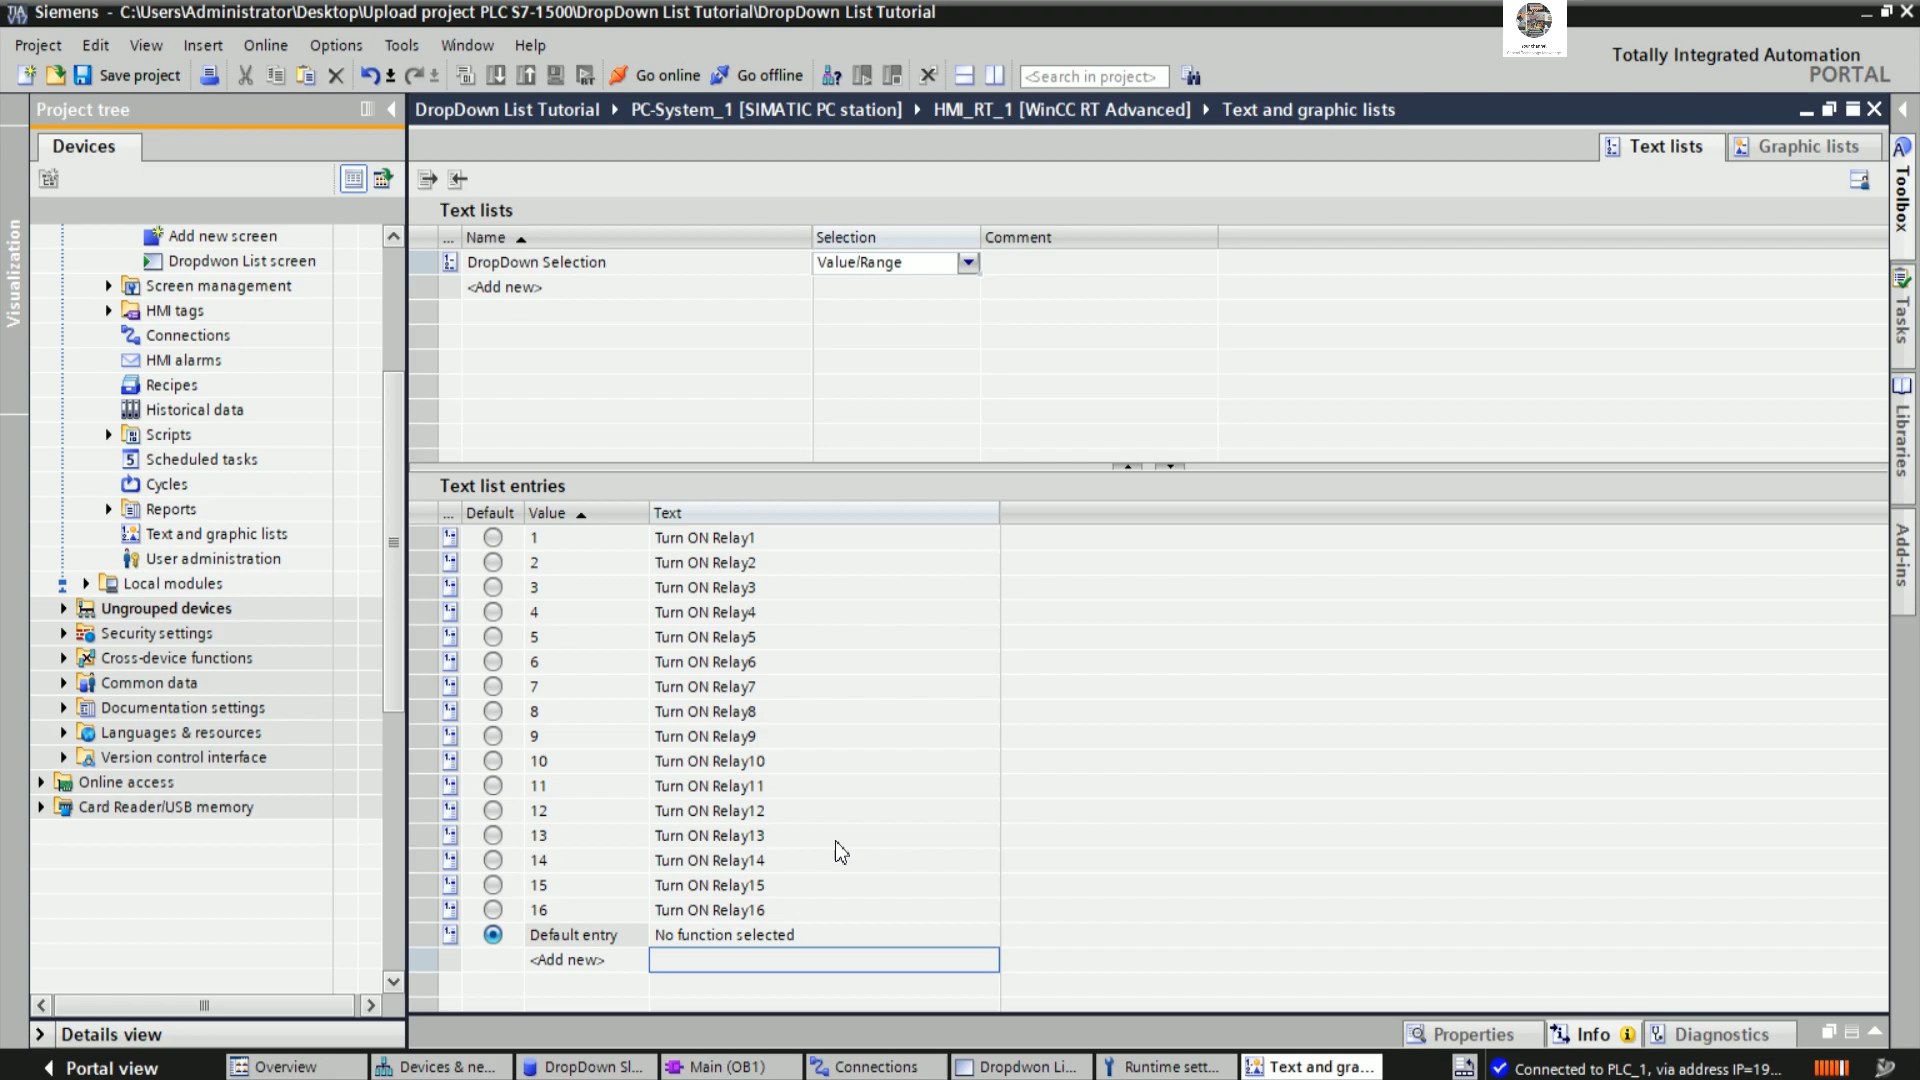 Siemens - C:\Users\Administrator\Desktop\Upload project PLC S7-1500\DropDown List Tutorial\DropDown List Tutorial
Project Edit View Insert Online Options Tools Window Help
Totally Integrated Automation
PORTAL
Save project
Go online
Go offline
<Search in project>
Project tree
DropDown List Tutorial PC-System_1 [SIMATIC PC station] HMI_RT_1 [WinCC RT Advanced] Text and graphic lists
Devices
Text lists
Graphic lists
Visualization
Add new screen
Dropdwon List screen
Screen management
HMI tags
Connections
HMI alarms
Recipes
Historical data
Scripts
Scheduled tasks
Cycles
Reports
Text and graphic lists
User administration
Local modules
Ungrouped devices
Security settings
Cross-device functions
Common data
Documentation settings
Languages & resources
Version control interface
Online access
Card Reader/USB memory
Details view
Text lists
... Name Selection Comment
DropDown Selection Value/Range
<Add new>
Text list entries
... Default Value Text
1 Turn ON Relay1
2 Turn ON Relay2
3 Turn ON Relay3
4 Turn ON Relay4
5 Turn ON Relay5
6 Turn ON Relay6
7 Turn ON Relay7
8 Turn ON Relay8
9 Turn ON Relay9
10 Turn ON Relay10
11 Turn ON Relay11
12 Turn ON Relay12
13 Turn ON Relay13
14 Turn ON Relay14
15 Turn ON Relay15
16 Turn ON Relay16
Default entry No function selected
<Add new>
Toolbox
Tasks
Libraries
Add-ins
Properties Info Diagnostics
Portal view Overview Devices & ne... DropDown Sl... Main (OB1) Connections Dropdwon Li... Runtime sett... Text and gra... Connected to PLC_1, via address IP=19...